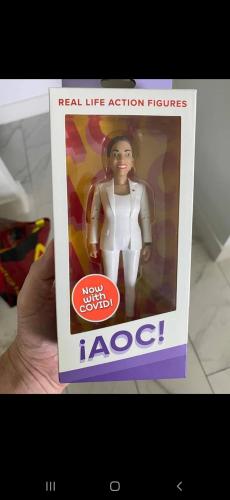 REAL LIFE ACTION FIGURES
Now
with
COVID!
¡AOC!